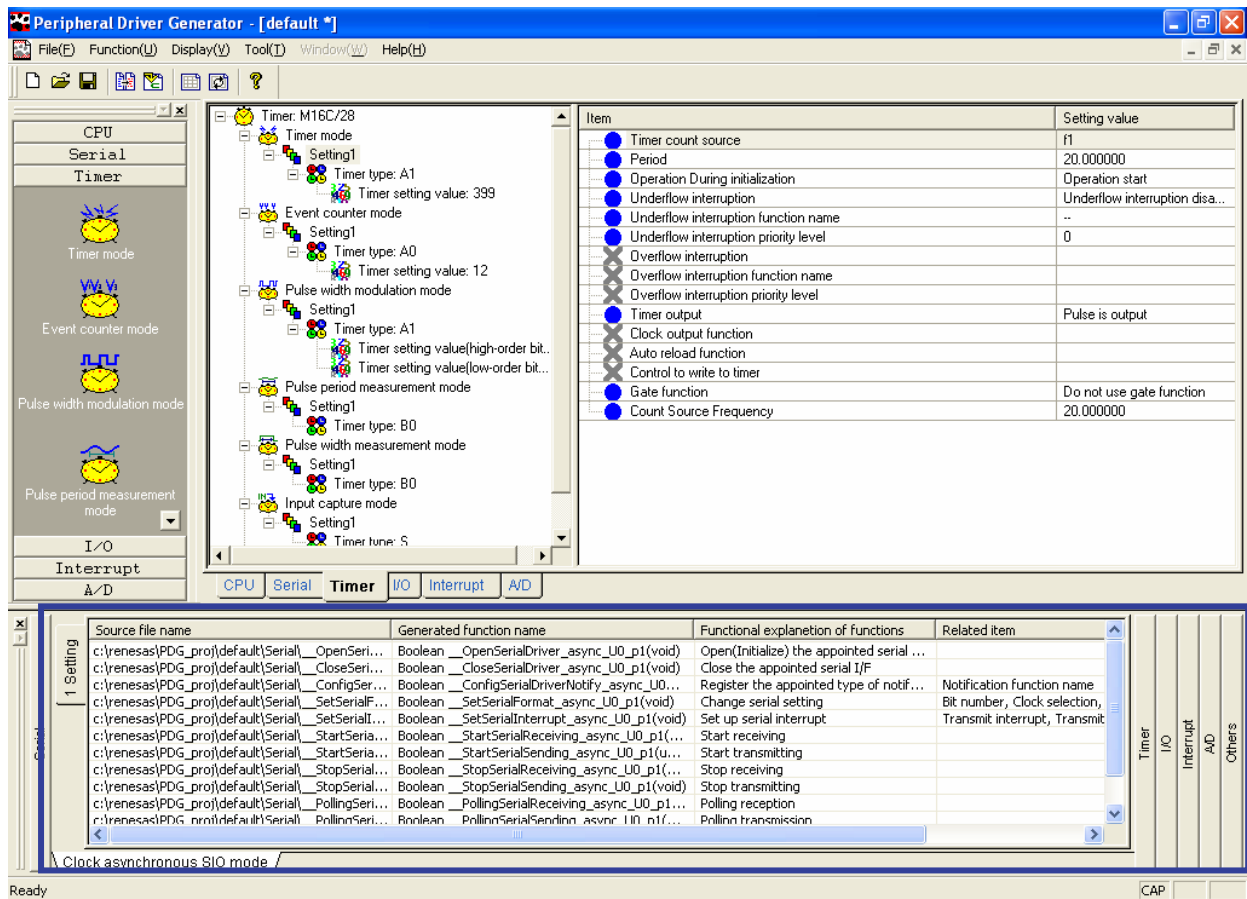 Peripheral Driver Generator - [default *]
File(F) Function(U) Display(V) Tool(T) Window(W) Help(H)
CPU
Serial
Timer
Timer mode
Event counter mode
Pulse width modulation mode
Pulse period measurement
mode
I/O
Interrupt
A/D
Timer: M16C/28
Timer mode
Setting1
Timer type: A1
Timer setting value: 399
Event counter mode
Setting1
Timer type: A0
Timer setting value: 12
Pulse width modulation mode
Setting1
Timer type: A1
Timer setting value(high-order bit..
Timer setting value(low-order bit...
Pulse period measurement mode
Setting1
Timer type: B0
Pulse width measurement mode
Setting1
Timer type: B0
Input capture mode
Setting1
Timer type: S
Item Setting value
Timer count source f1
Period 20.000000
Operation During initialization Operation start
Underflow interruption Underflow interruption disa...
Underflow interruption function name --
Underflow interruption priority level 0
Overflow interruption
Overflow interruption function name
Overflow interruption priority level
Timer output Pulse is output
Clock output function
Auto reload function
Control to write to timer
Gate function Do not use gate function
Count Source Frequency 20.000000
CPU Serial Timer I/O Interrupt A/D
Serial
1 Setting
Source file name Generated function name Functional explanetion of functions Related item
c:\renesas\PDG_proj\default\Serial\__OpenSeri... Boolean __OpenSerialDriver_async_U0_p1(void) Open(Initialize) the appointed serial ...
c:\renesas\PDG_proj\default\Serial\__CloseSeri... Boolean __CloseSerialDriver_async_U0_p1(void) Close the appointed serial I/F
c:\renesas\PDG_proj\default\Serial\__ConfigSer... Boolean __ConfigSerialDriverNotify_async_U0... Register the appointed type of notif... Notification function name
c:\renesas\PDG_proj\default\Serial\__SetSerialF... Boolean __SetSerialFormat_async_U0_p1(void) Change serial setting Bit number, Clock selection,
c:\renesas\PDG_proj\default\Serial\__SetSerialI... Boolean __SetSerialInterrupt_async_U0_p1(void) Set up serial interrupt Transmit interrupt, Transmit
c:\renesas\PDG_proj\default\Serial\__StartSeria... Boolean __StartSerialReceiving_async_U0_p1(... Start receiving
c:\renesas\PDG_proj\default\Serial\__StartSeria... Boolean __StartSerialSending_async_U0_p1(u... Start transmitting
c:\renesas\PDG_proj\default\Serial\__StopSerial... Boolean __StopSerialReceiving_async_U0_p1(... Stop receiving
c:\renesas\PDG_proj\default\Serial\__StopSerial... Boolean __StopSerialSending_async_U0_p1(void) Stop transmitting
c:\renesas\PDG_proj\default\Serial\__PollingSeri... Boolean __PollingSerialReceiving_async_U0_p1... Polling reception
c:\renesas\PDG_proj\default\Serial\__PollingSeri... Boolean __PollingSerialSending_async_U0_p1(... Polling transmission
Clock asynchronous SIO mode
Timer
I/O
Interrupt
A/D
Others
Ready CAP